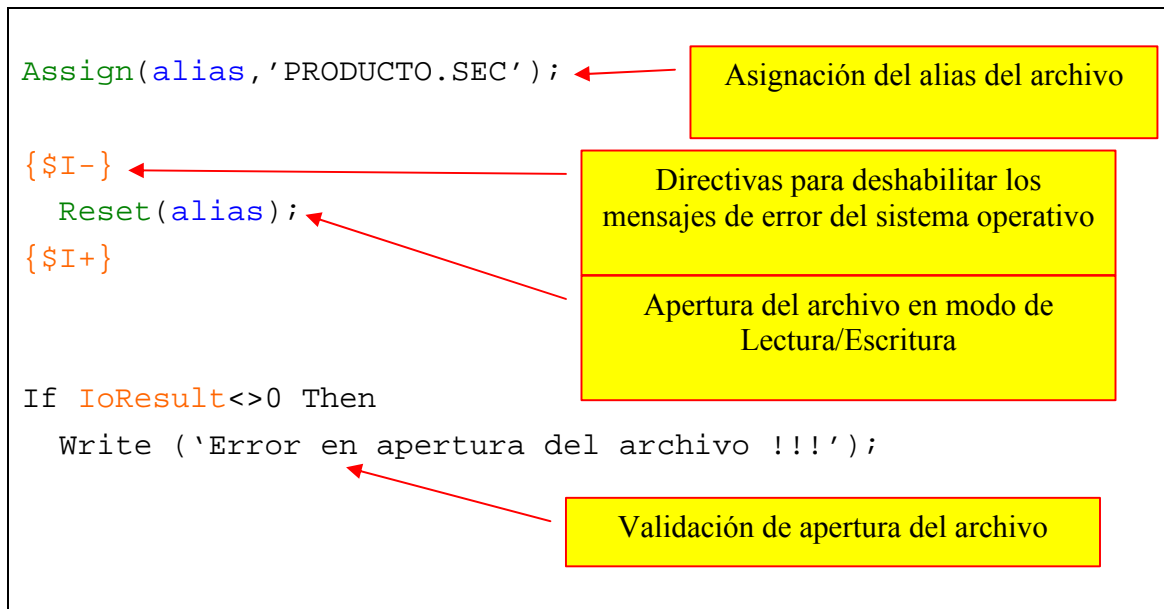 Assign(alias,’PRODUCTO.SEC’);
Asignación del alias del archivo
{$I-}
Directivas para deshabilitar los
mensajes de error del sistema operativo
Reset(alias);
{$I+}
Apertura del archivo en modo de
Lectura/Escritura
If IoResult<>0 Then
Write (‘Error en apertura del archivo !!!’);
Validación de apertura del archivo